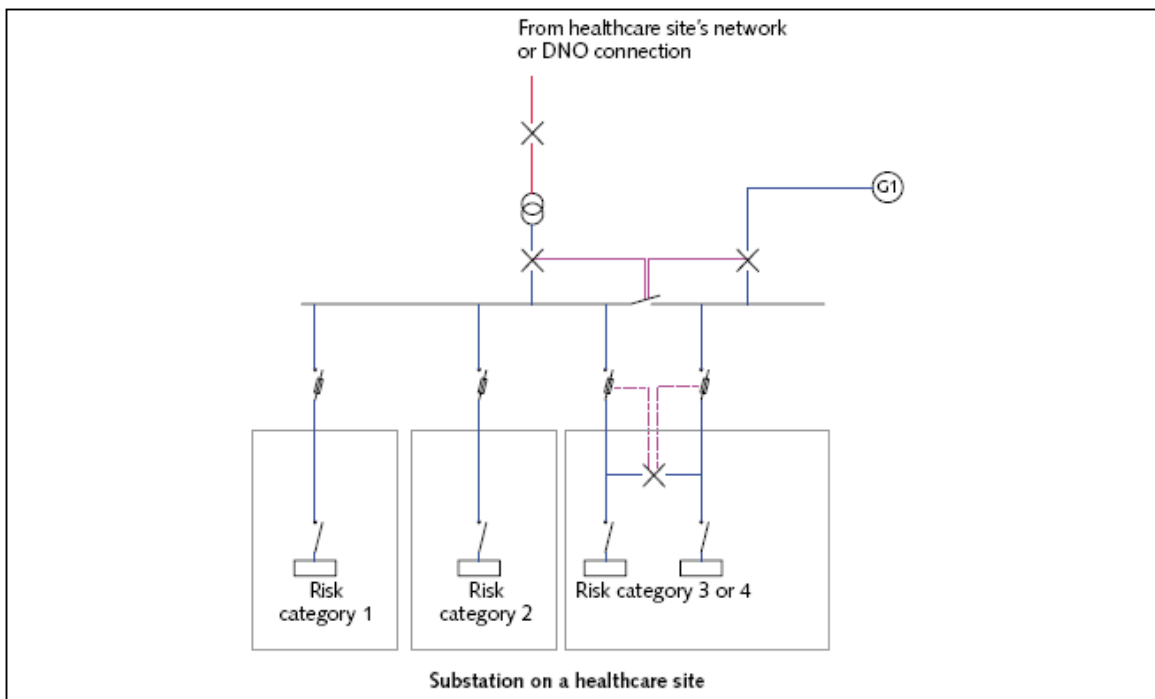 From healthcare site's network
or DNO connection
G1
Risk
category 1
Risk
category 2
Risk category 3 or 4
Substation on a healthcare site